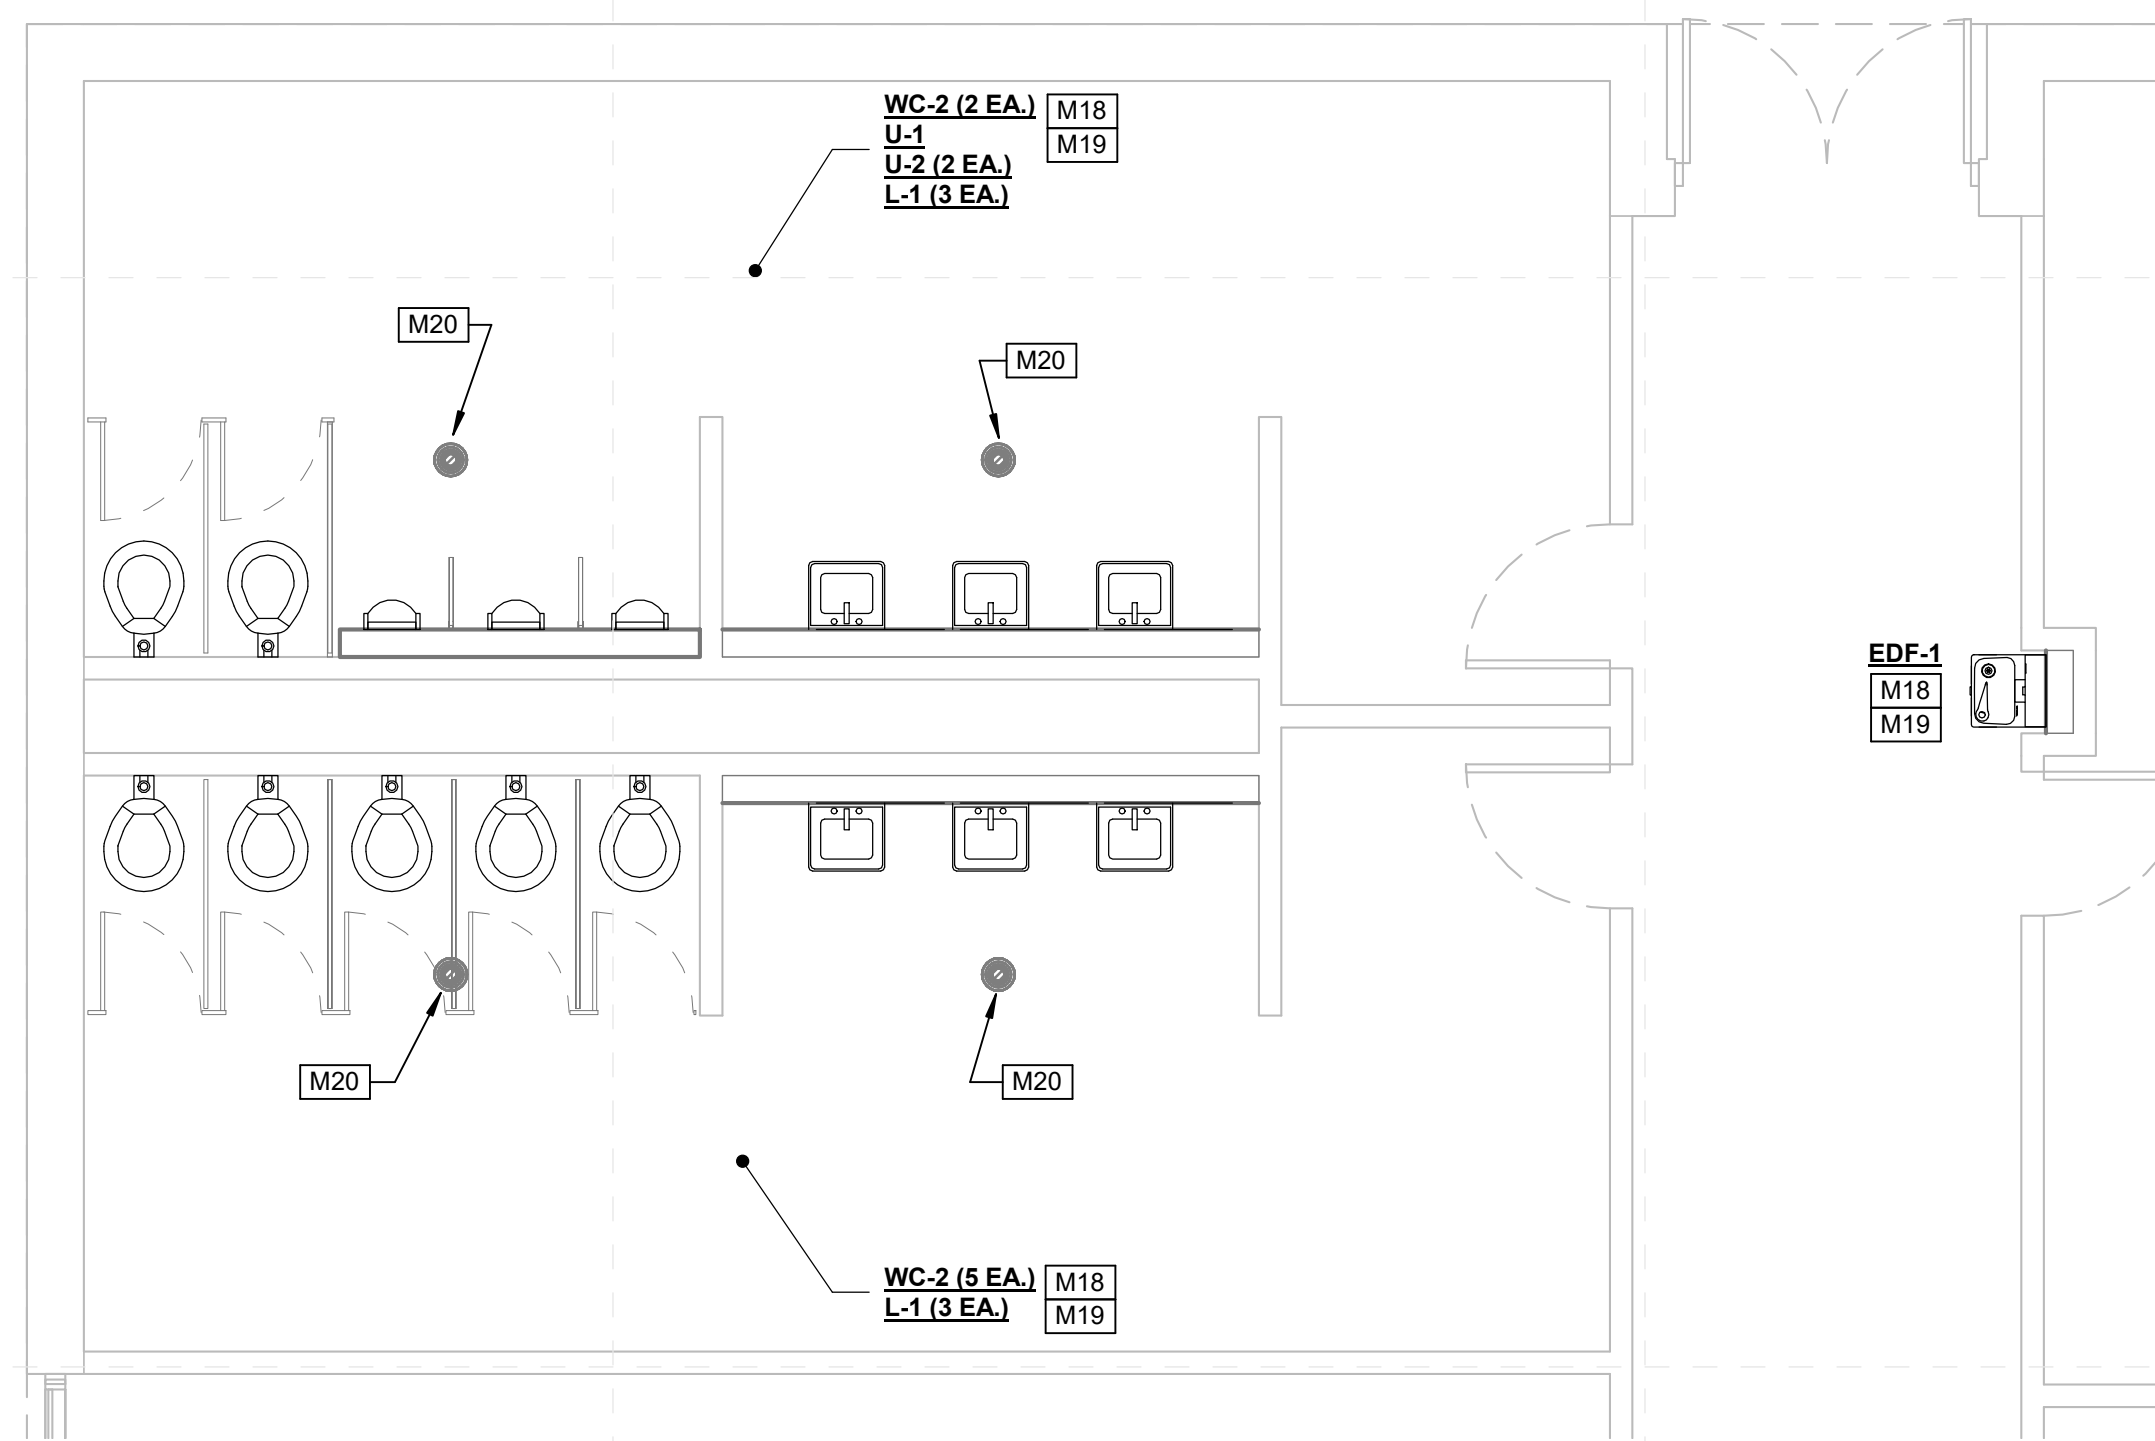 WC-2 (2 EA.) M18
U-1 M19
U-2 (2 EA.)
L-1 (3 EA.)
M20
M20
EDF-1
M18
M19
M20
M20
WC-2 (5 EA.) M18
L-1 (3 EA.) M19